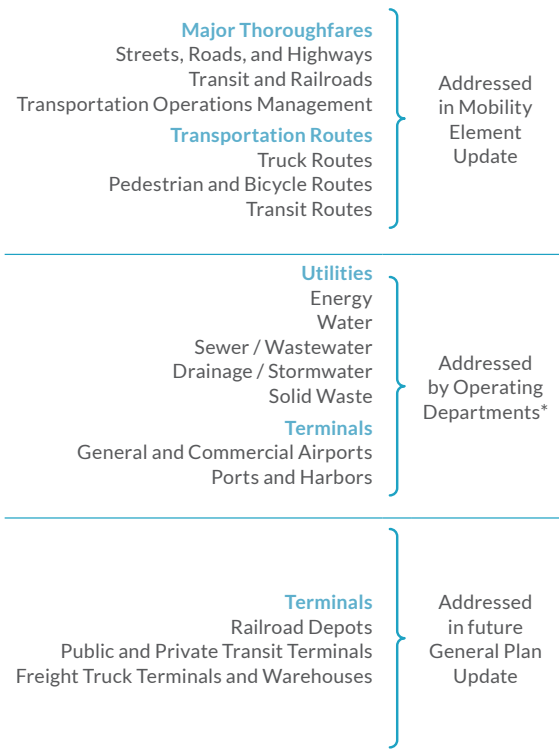 Major Thoroughfares
Streets, Roads, and Highways
Transit and Railroads
Transportation Operations Management
Transportation Routes
Truck Routes
Pedestrian and Bicycle Routes
Transit Routes
Addressed
in Mobility
Element
Update
Utilities
Energy
Water
Sewer / Wastewater
Drainage / Stormwater
Solid Waste
Terminals
General and Commercial Airports
Ports and Harbors
Addressed
by Operating
Departments*
Terminals
Railroad Depots
Public and Private Transit Terminals
Freight Truck Terminals and Warehouses
Addressed
in future
General Plan
Update